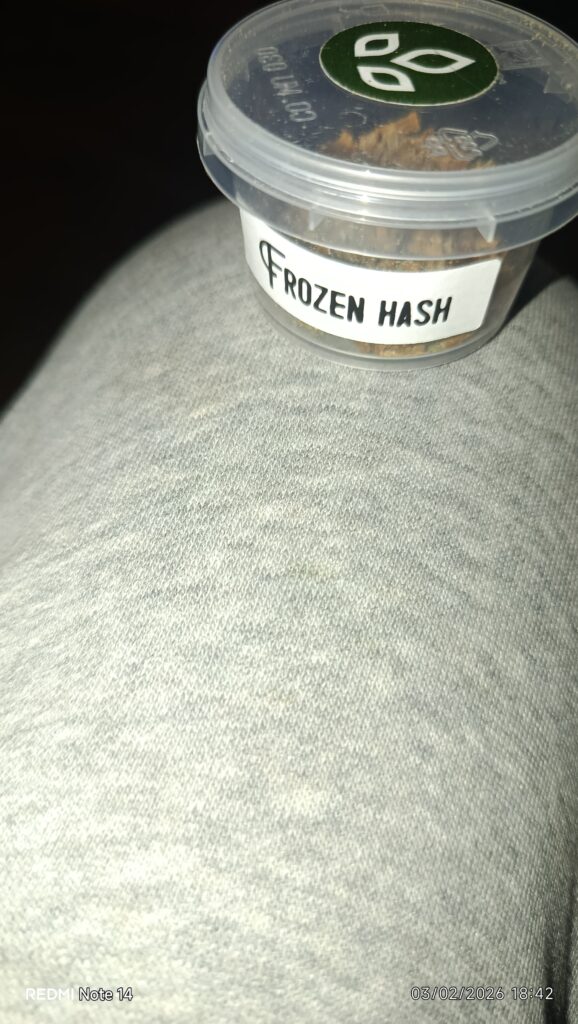 FROZEN HASH
REDMI Note 14
03/02/2026 18:42